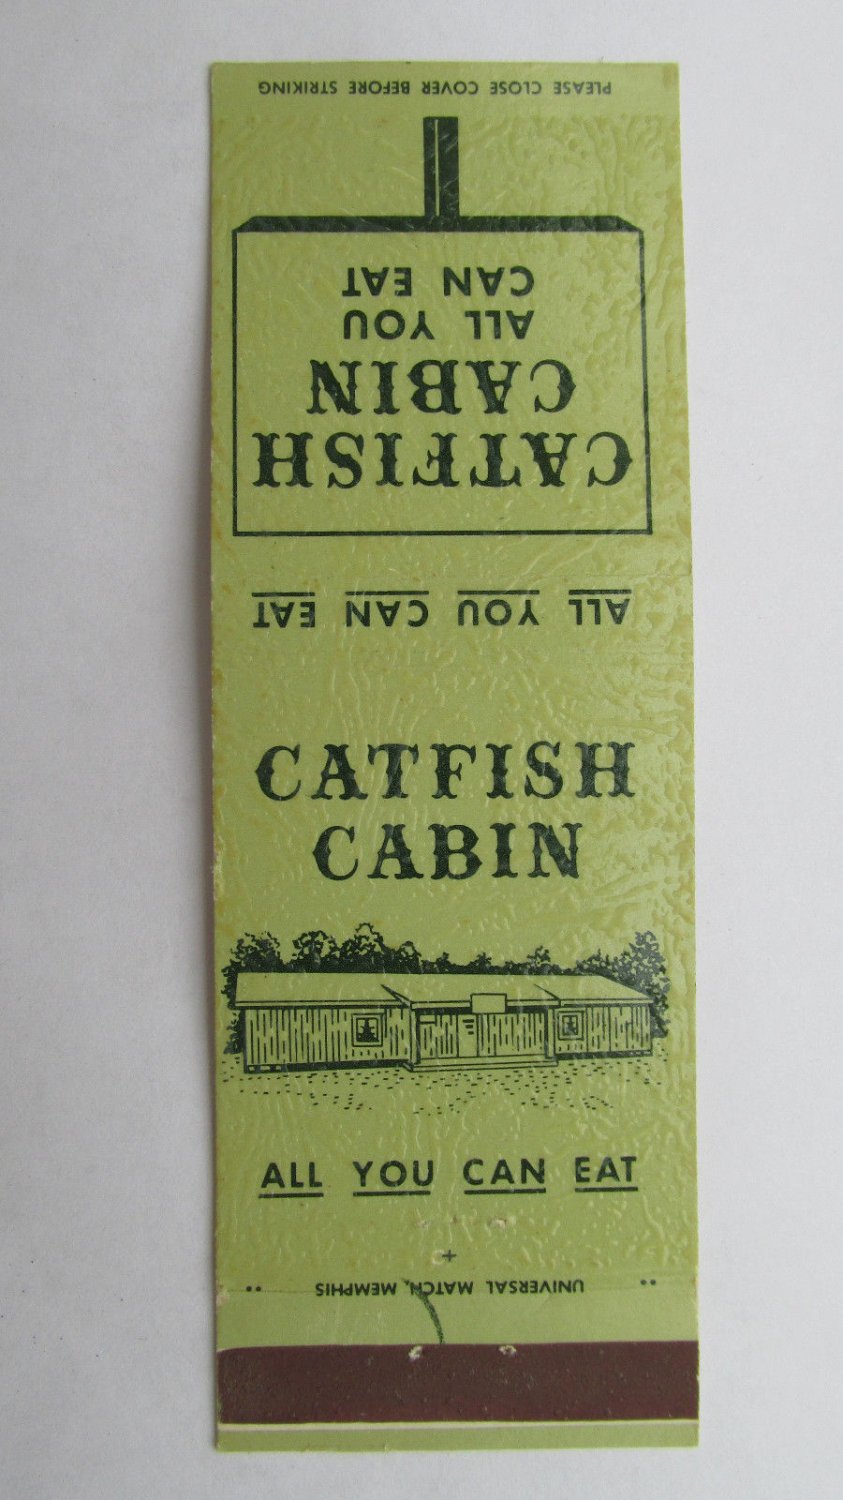 PLEASE CLOSE COVER BEFORE STRIKING
CATFISH
CABIN
ALL YOU
CAN EAT
ALL YOU CAN EAT
CATFISH
CABIN
ALL YOU CAN EAT
UNIVERSAL MATCH, MEMPHIS